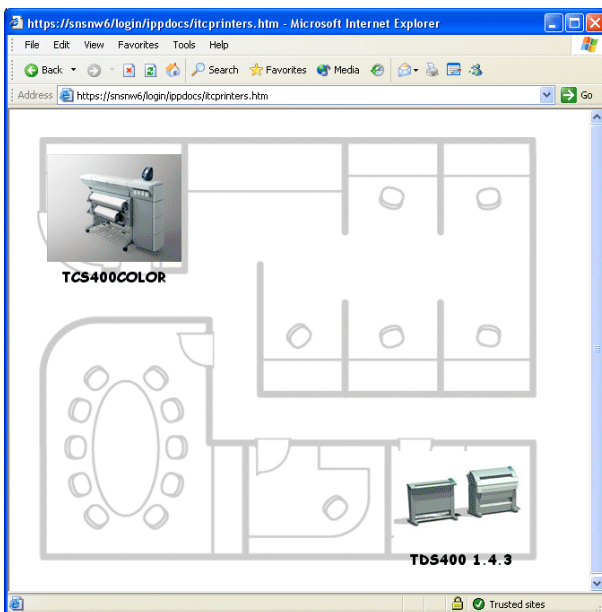 https://snsnw6/login/ippdocs/itcprinters.htm - Microsoft Internet Explorer
File Edit View Favorites Tools Help
Back Search Favorites Media
Address https://snsnw6/login/ippdocs/itcprinters.htm Go
TCS400COLOR
TDS400 1.4.3
Trusted sites